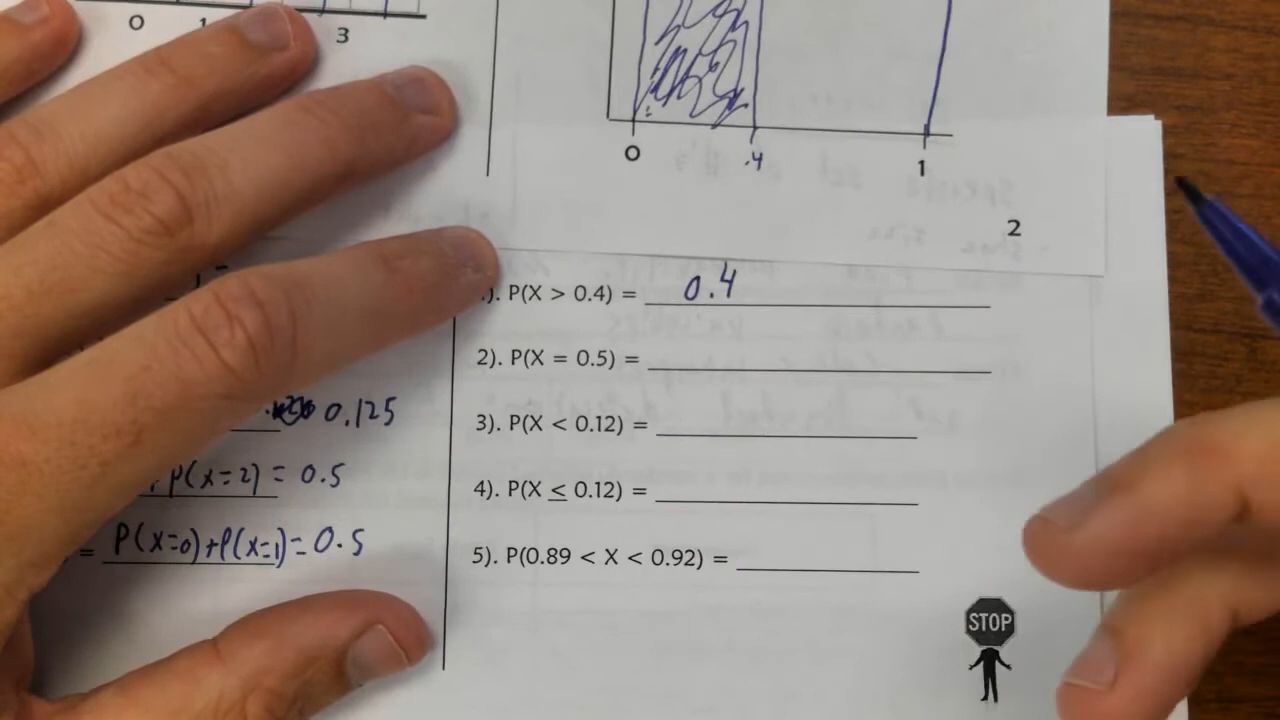 0 1 3
0 .4 1
2
). P(X > 0.4) = 0.4
2). P(X = 0.5) =
0.125
3). P(X < 0.12) =
P(x=2) = 0.5
4). P(X ≤ 0.12) =
= P(x=0)+P(x=1)=0.5
5). P(0.89 < X < 0.92) =
STOP